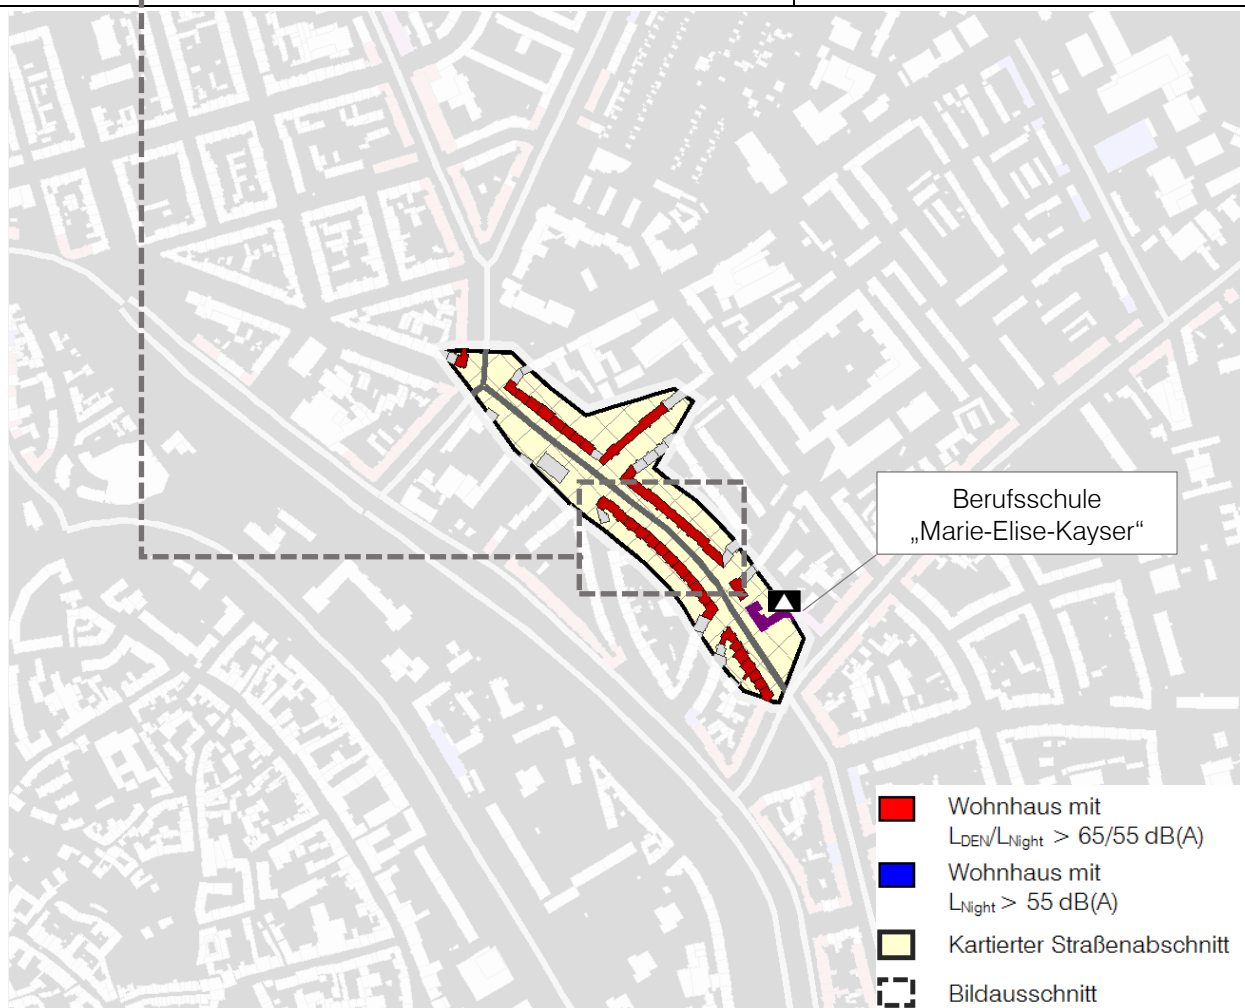 Berufsschule
„Marie-Elise-Kayser“
Wohnhaus mit
LDEN/LNight > 65/55 dB(A)
Wohnhaus mit
LNight > 55 dB(A)
Kartierter Straßenabschnitt
Bildausschnitt